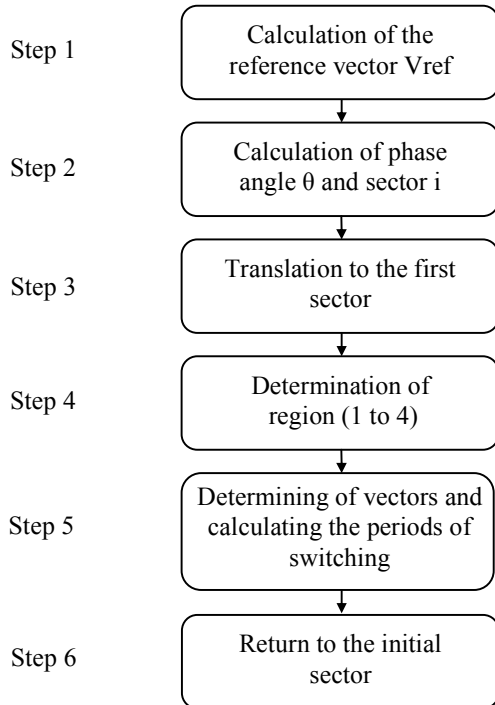 Step 1
Calculation of the
reference vector Vref
Step 2
Calculation of phase
angle θ and sector i
Step 3
Translation to the first
sector
Step 4
Determination of
region (1 to 4)
Step 5
Determining of vectors and
calculating the periods of
switching
Step 6
Return to the initial
sector